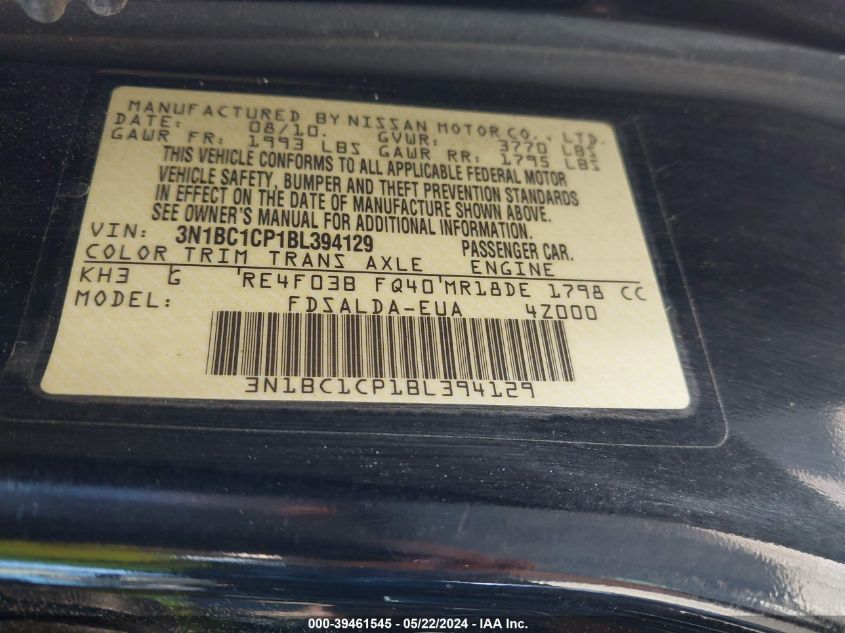 MANUFACTURED BY NISSAN MOTOR CO., LTD.
DATE: 08/10. GVWR: 3770 LBS
GAWR FR: 1993 LBS GAWR RR: 1795 LBS
THIS VEHICLE CONFORMS TO ALL APPLICABLE FEDERAL MOTOR
VEHICLE SAFETY, BUMPER AND THEFT PREVENTION STANDARDS
IN EFFECT ON THE DATE OF MANUFACTURE SHOWN ABOVE.
SEE OWNER'S MANUAL FOR ADDITIONAL INFORMATION.
VIN: 3N1BC1CP1BL394129 PASSENGER CAR.
COLOR TRIM TRANS AXLE ENGINE
KH3 G RE4F03B FQ40 MR18DE 1798 CC
MODEL: FDSALDA-EUA 4Z000
3N1BC1CP1BL394129
000-39461545 - 05/22/2024 - IAA Inc.